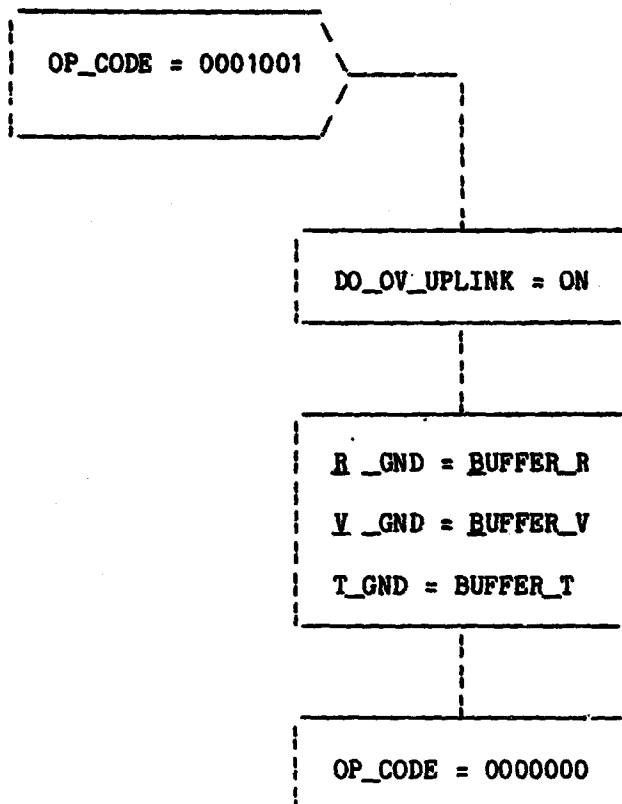 OP_CODE = 0001001
DO_OV_UPLINK = ON
R _GND = BUFFER_R
V _GND = BUFFER_V
T_GND = BUFFER_T
OP_CODE = 0000000